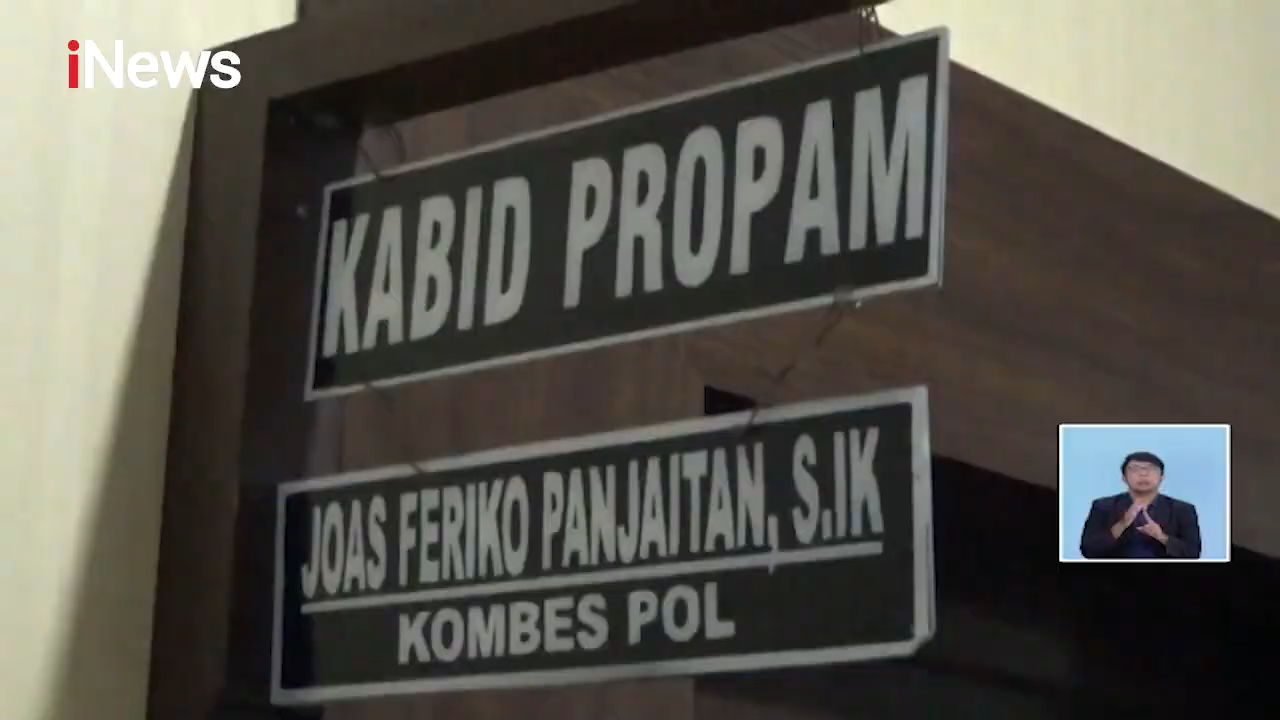 iNews
KABID PROPAM
JOAS FERIKO PANJAITAN, S.IK
KOMBES POL